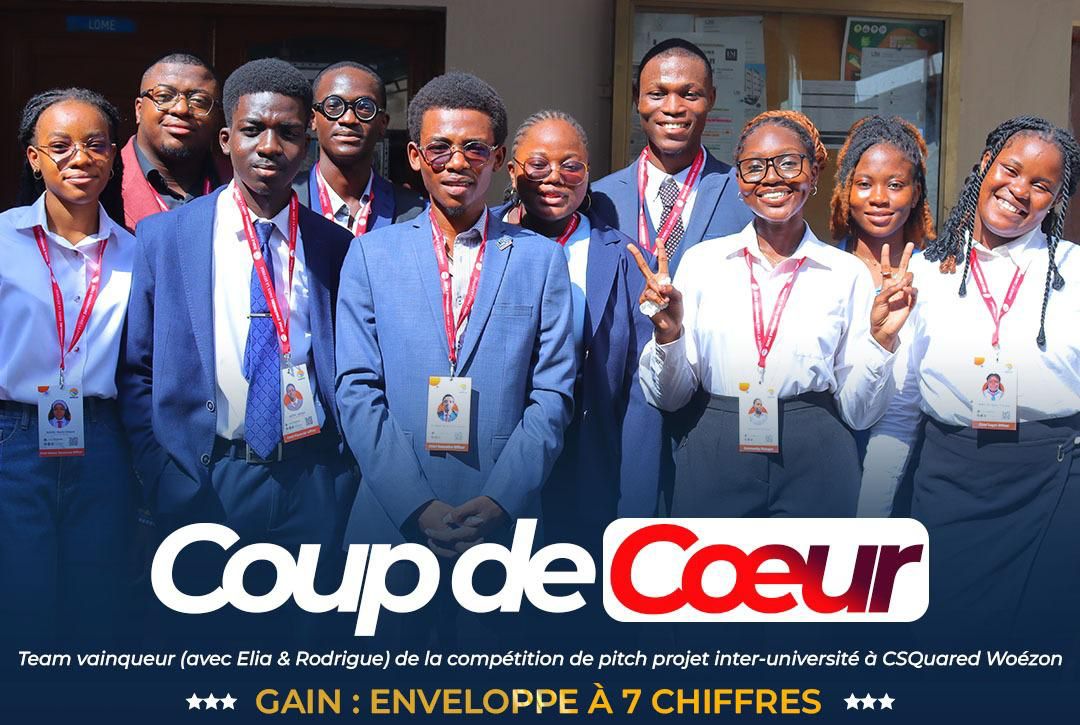 LOME
Coup de Cœur
Team vainqueur (avec Elia & Rodrigue) de la compétition de pitch projet inter-université à CSQuared Woézon
GAIN : ENVELOPPE À 7 CHIFFRES